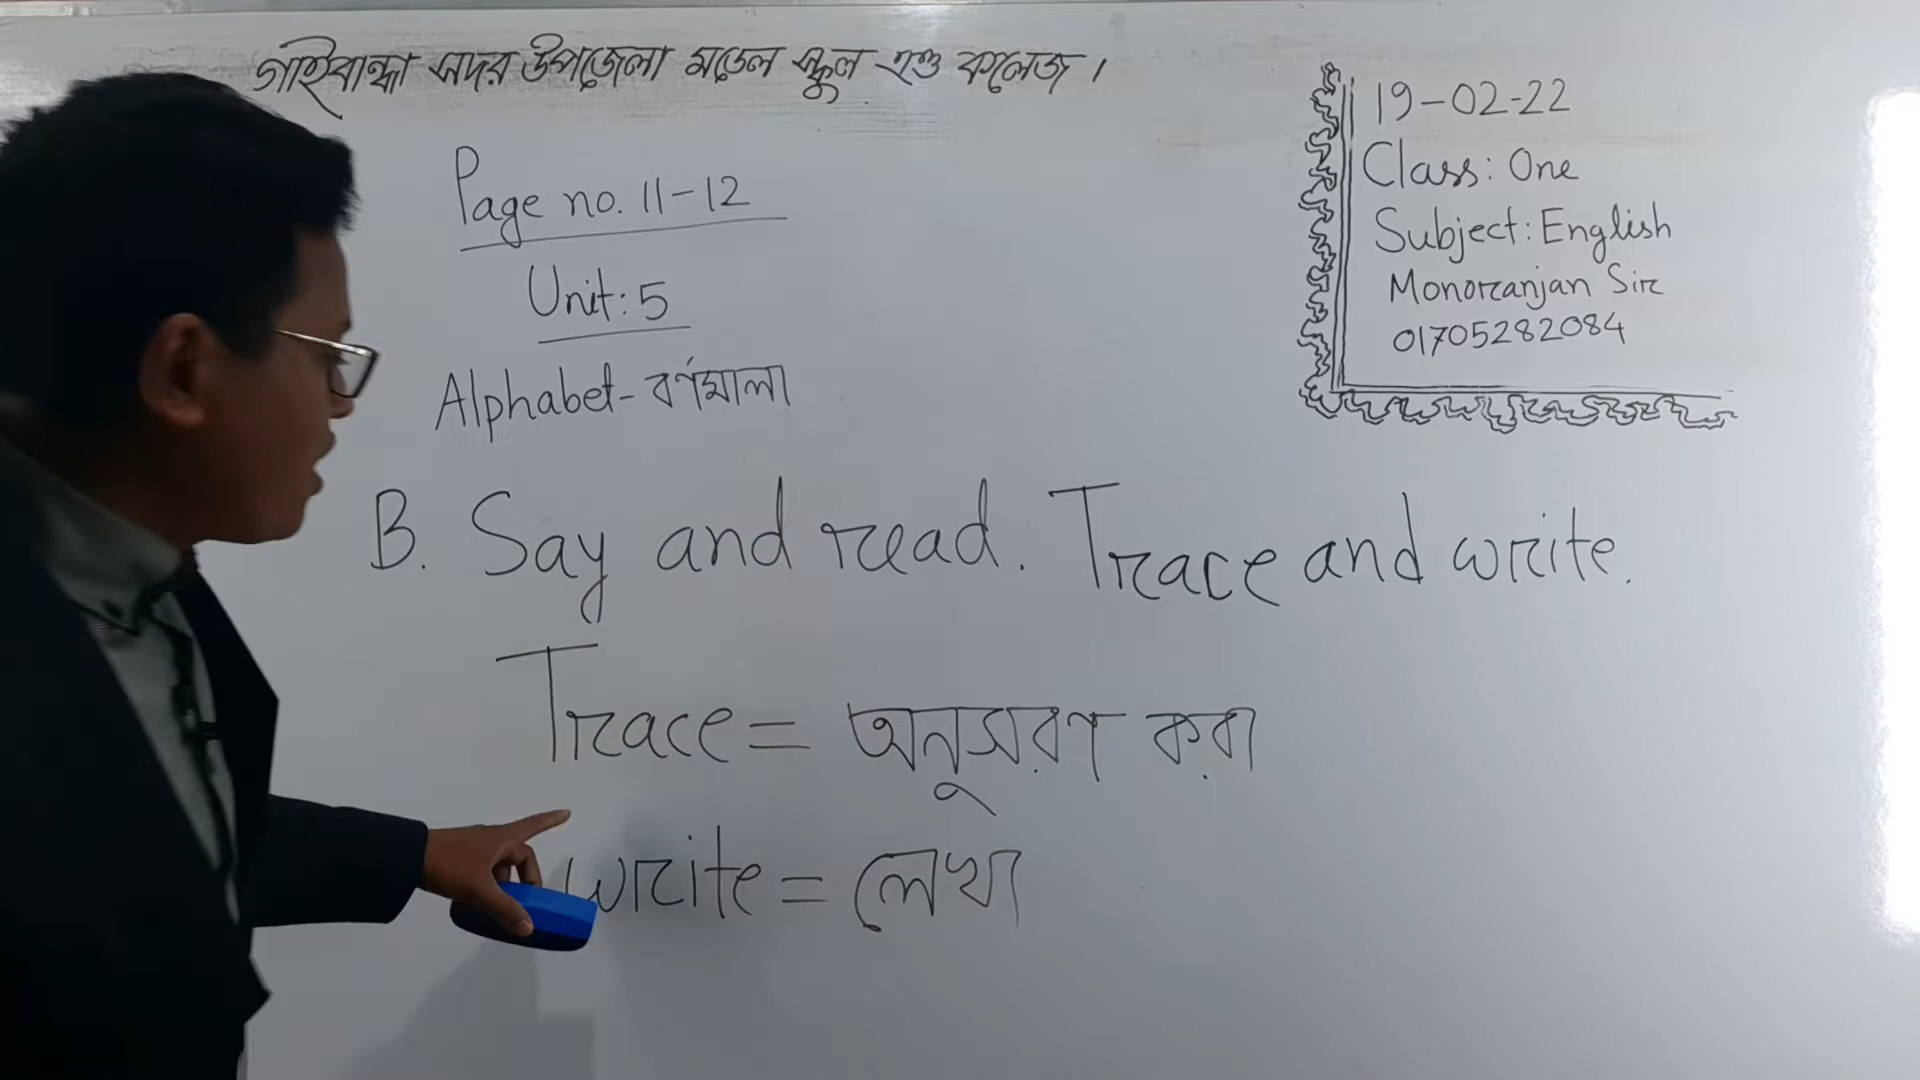 গাইবান্ধা সদর উপজেলা মডেল স্কুল এণ্ড কলেজ।
19-02-22
Class: One
Subject: English
Monoranjan Sir
01705282084
Page no. 11-12
Unit: 5
Alphabet- বর্ণমালা
B. Say and read. Trace and write.
Trace = অনুসরণ করা
write = লেখা